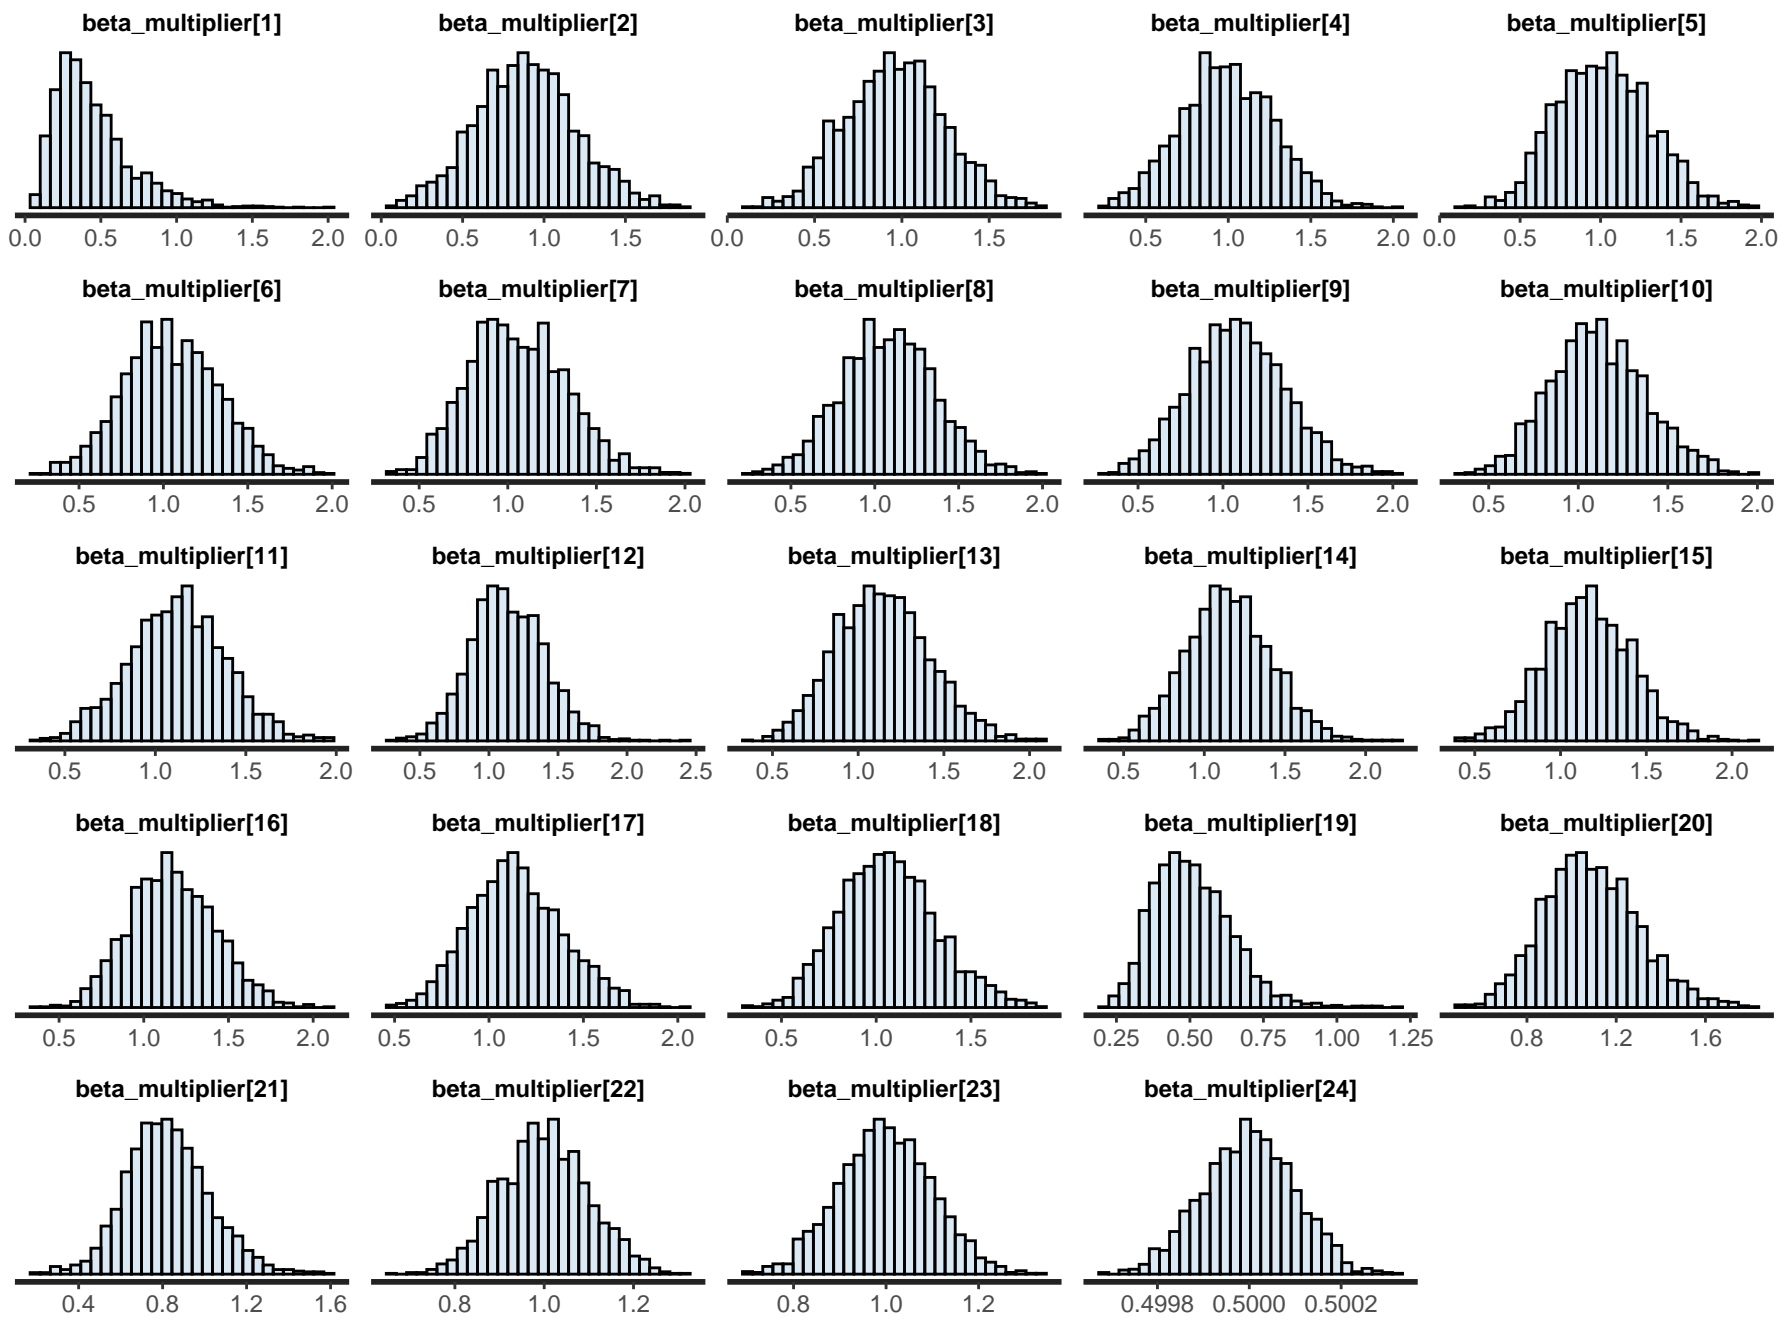 beta_multiplier[1] beta_multiplier[2] beta_multiplier[3] beta_multiplier[4] beta_multiplier[5]
0.0 0.5 1.0 1.5 2.0 0.0 0.5 1.0 1.5 0.0 0.5 1.0 1.5 0.5 1.0 1.5 2.0 0.0 0.5 1.0 1.5 2.0
beta_multiplier[6] beta_multiplier[7] beta_multiplier[8] beta_multiplier[9] beta_multiplier[10]
0.5 1.0 1.5 2.0 0.5 1.0 1.5 2.0 0.5 1.0 1.5 2.0 0.5 1.0 1.5 2.0 0.5 1.0 1.5 2.0
beta_multiplier[11] beta_multiplier[12] beta_multiplier[13] beta_multiplier[14] beta_multiplier[15]
0.5 1.0 1.5 2.0 0.5 1.0 1.5 2.0 2.5 0.5 1.0 1.5 2.0 0.5 1.0 1.5 2.0 0.5 1.0 1.5 2.0
beta_multiplier[16] beta_multiplier[17] beta_multiplier[18] beta_multiplier[19] beta_multiplier[20]
0.5 1.0 1.5 2.0 0.5 1.0 1.5 2.0 0.5 1.0 1.5 0.25 0.50 0.75 1.00 1.25 0.8 1.2 1.6
beta_multiplier[21] beta_multiplier[22] beta_multiplier[23] beta_multiplier[24]
0.4 0.8 1.2 1.6 0.8 1.0 1.2 0.8 1.0 1.2 0.4998 0.5000 0.5002